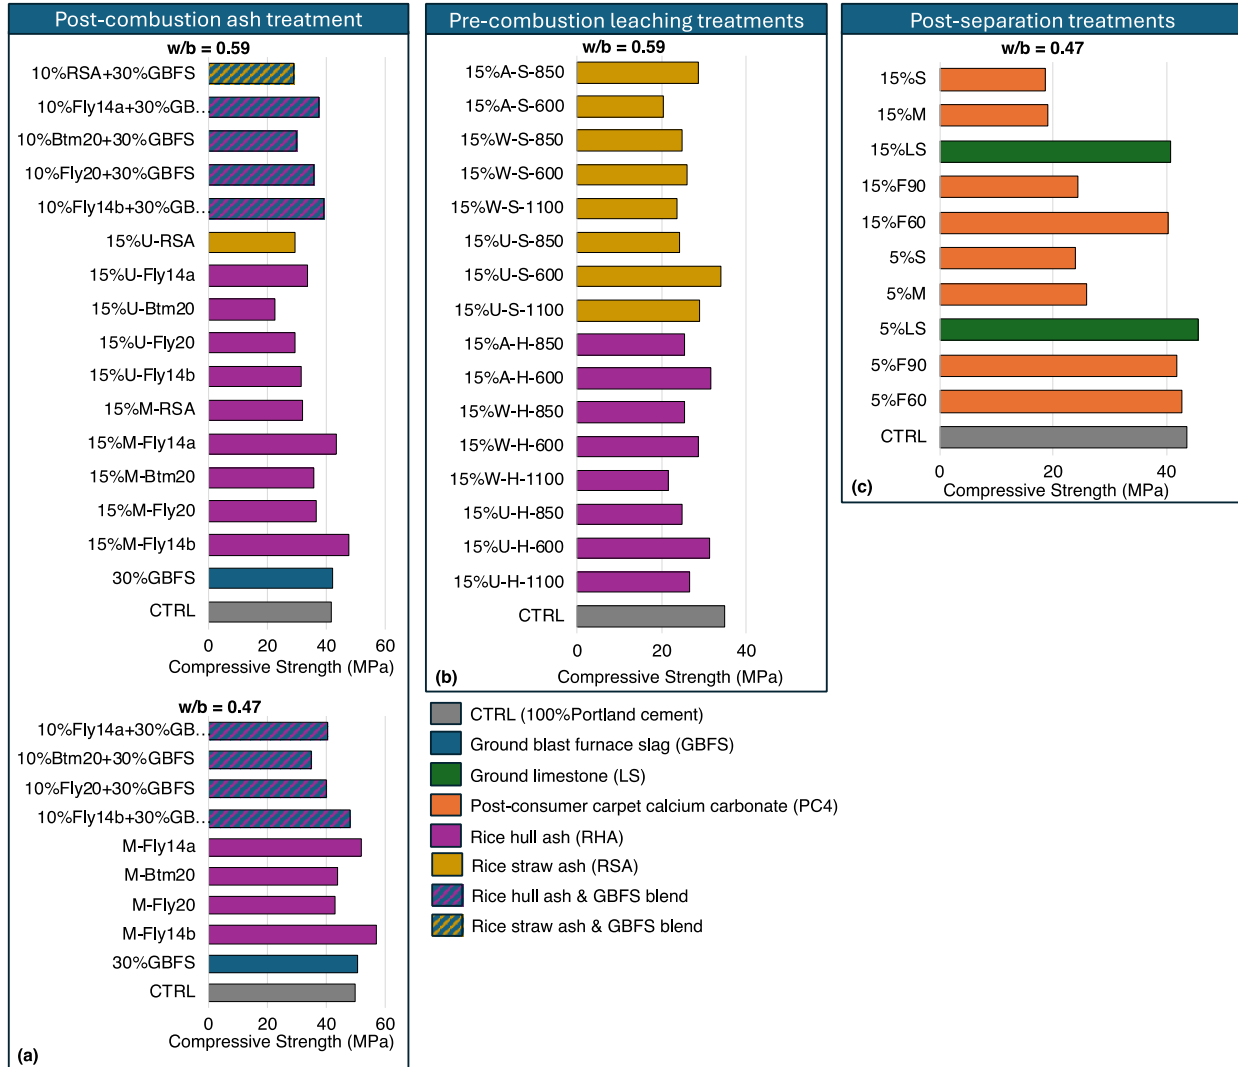 Post-combustion ash treatment
w/b = 0.59
10%RSA+30%GBFS
10%Fly14a+30%GB...
10%Btm20+30%GBFS
10%Fly20+30%GBFS
10%Fly14b+30%GB...
15%U-RSA
15%U-Fly14a
15%U-Btm20
15%U-Fly20
15%U-Fly14b
15%M-RSA
15%M-Fly14a
15%M-Btm20
15%M-Fly20
15%M-Fly14b
30%GBFS
CTRL
0 20 40 60
Compressive Strength (MPa)
w/b = 0.47
10%Fly14a+30%GB...
10%Btm20+30%GBFS
10%Fly20+30%GBFS
10%Fly14b+30%GB...
M-Fly14a
M-Btm20
M-Fly20
M-Fly14b
30%GBFS
CTRL
0 20 40 60
Compressive Strength (MPa)
(a)
Pre-combustion leaching treatments
w/b = 0.59
15%A-S-850
15%A-S-600
15%W-S-850
15%W-S-600
15%W-S-1100
15%U-S-850
15%U-S-600
15%U-S-1100
15%A-H-850
15%A-H-600
15%W-H-850
15%W-H-600
15%W-H-1100
15%U-H-850
15%U-H-600
15%U-H-1100
CTRL
0 20 40
Compressive Strength (MPa)
(b)
Post-separation treatments
w/b = 0.47
15%S
15%M
15%LS
15%F90
15%F60
5%S
5%M
5%LS
5%F90
5%F60
CTRL
0 20 40
Compressive Strength (MPa)
(c)
CTRL (100%Portland cement)
Ground blast furnace slag (GBFS)
Ground limestone (LS)
Post-consumer carpet calcium carbonate (PC4)
Rice hull ash (RHA)
Rice straw ash (RSA)
Rice hull ash & GBFS blend
Rice straw ash & GBFS blend